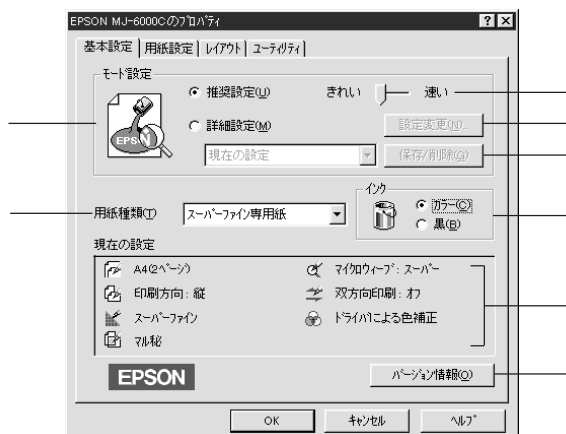 EPSON MJ-6000Cのプロパティ
基本設定 用紙設定 レイアウト ユーティリティ
モード設定
推奨設定(U) きれい 速い
詳細設定(M) 設定変更(N)...
現在の設定 保存/削除(Q)
EPSON
用紙種類(T) スーパーファイン専用紙
インク
カラー(C)
黒(B)
現在の設定
A4(2ページ) マイクロウィーブ: スーパー
印刷方向: 縦 双方向印刷: オフ
スーパーファイン ドライバによる色補正
マル秘
EPSON バージョン情報(O)
OK キャンセル ヘルプ